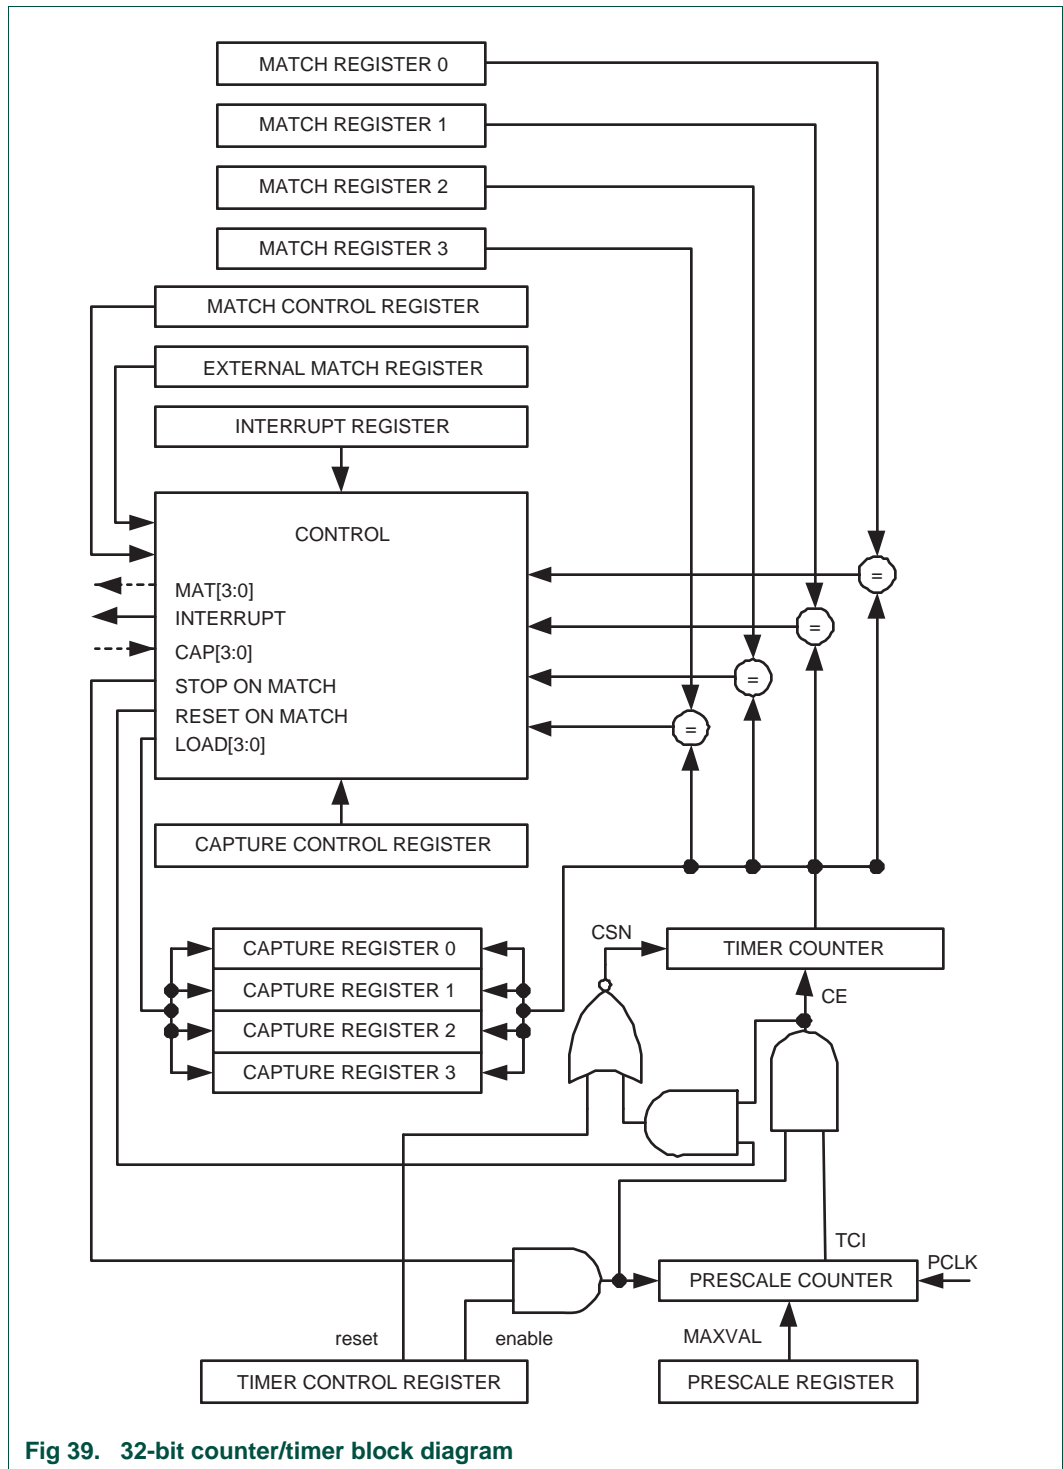 MATCH REGISTER 0
MATCH REGISTER 1
MATCH REGISTER 2
MATCH REGISTER 3
MATCH CONTROL REGISTER
EXTERNAL MATCH REGISTER
INTERRUPT REGISTER
CONTROL
=
=
=
=
MAT[3:0]
INTERRUPT
CAP[3:0]
STOP ON MATCH
RESET ON MATCH
LOAD[3:0]
CAPTURE CONTROL REGISTER
CSN
TIMER COUNTER
CE
CAPTURE REGISTER 0
CAPTURE REGISTER 1
CAPTURE REGISTER 2
CAPTURE REGISTER 3
TCI
PCLK
PRESCALE COUNTER
reset
enable
MAXVAL
TIMER CONTROL REGISTER
PRESCALE REGISTER
Fig 39. 32-bit counter/timer block diagram